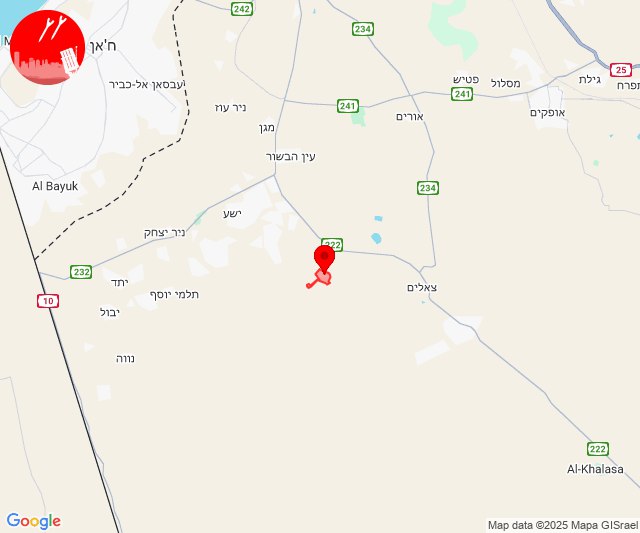 242
234
ח'אן
25
גילת
פטיש
מסלול
תפרח
עבסאן אל-כביר
241
ניר עוז
241
אורים
אופקים
מגן
עין הבשור
Al Bayuk
234
ישע
ניר יצחק
222
232
יתד
תלמי יוסף
צאלים
10
יבול
נווה
222
Al-Khalasa
Google
Map data ©2025 Mapa GISrael